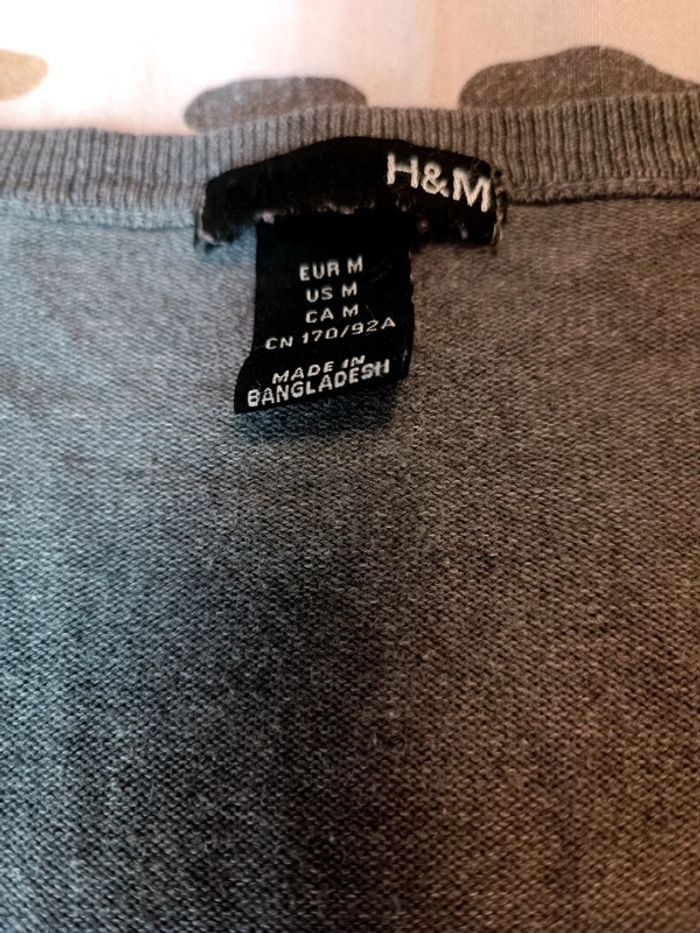 H&M
EUR M
US M
CA M
CN 170/92A
MADE IN
BANGLADESH